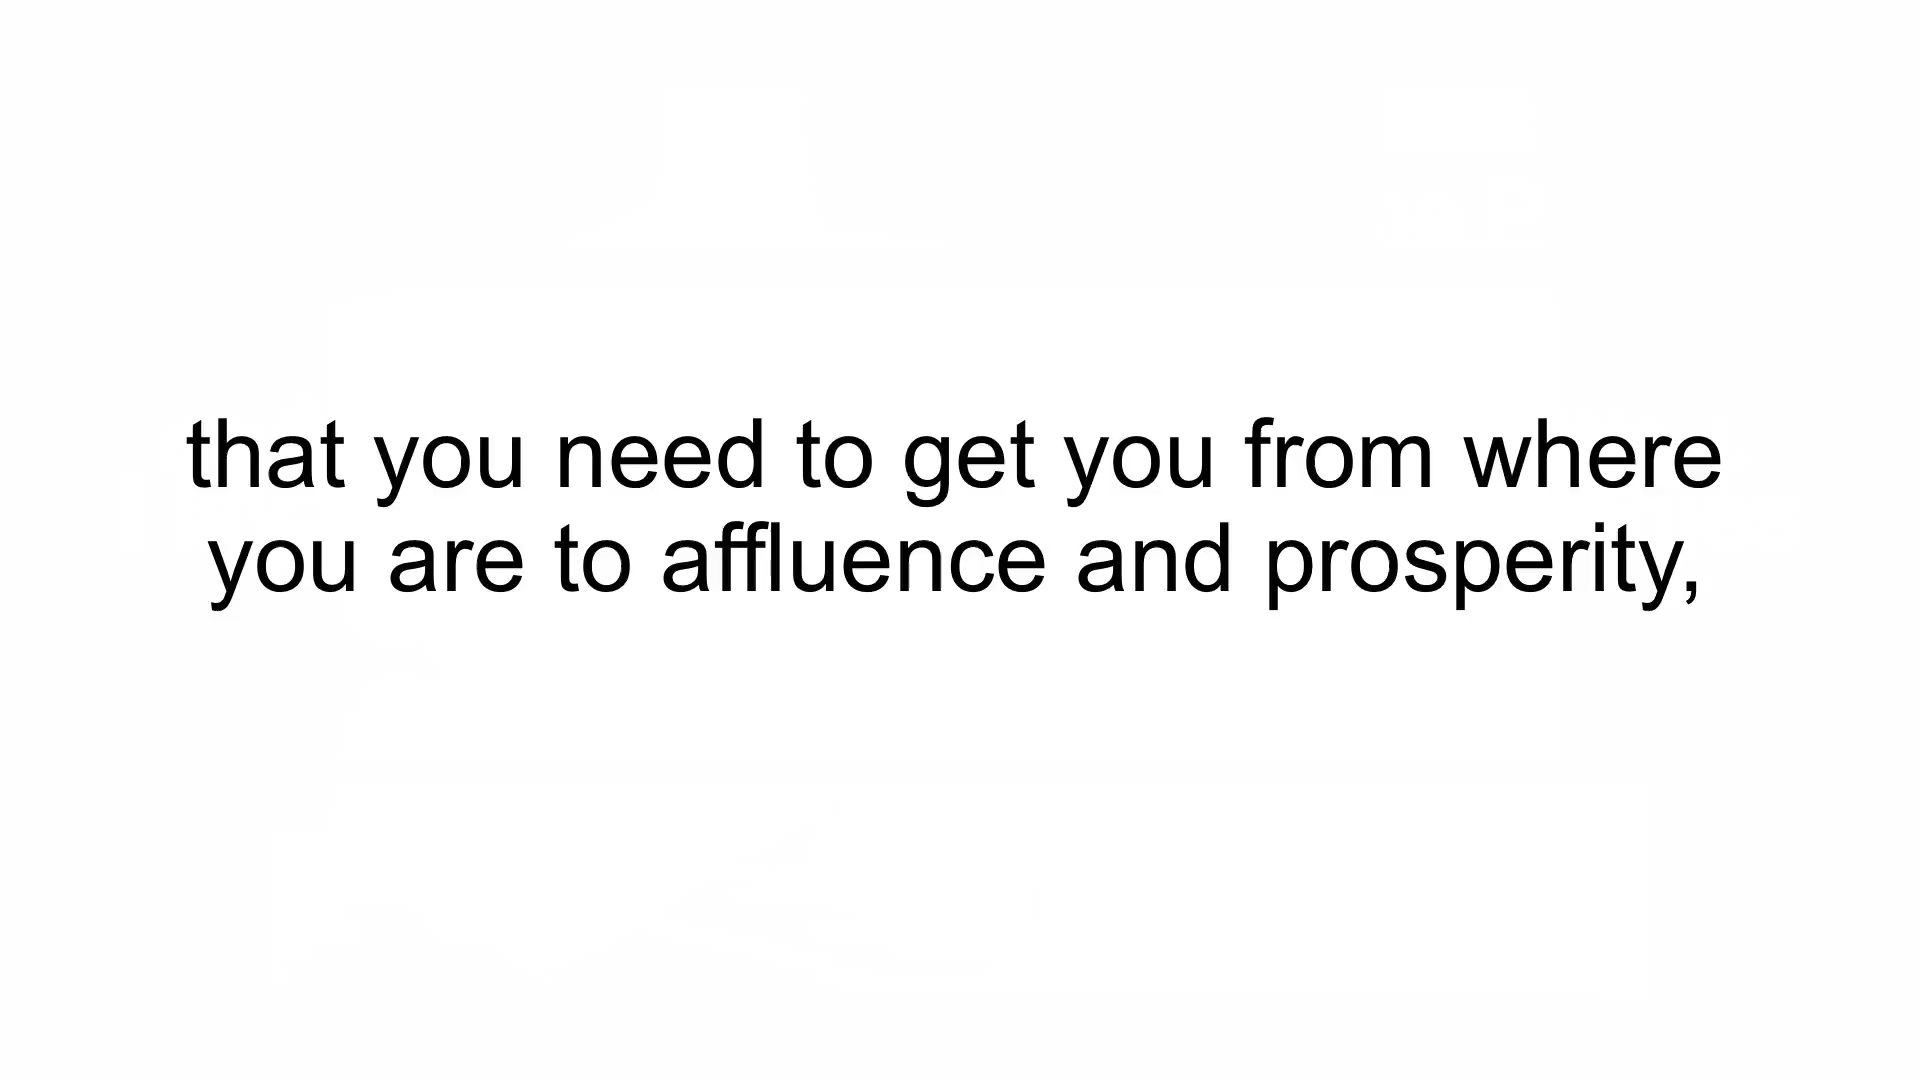 that you need to get you from where
you are to affluence and prosperity,